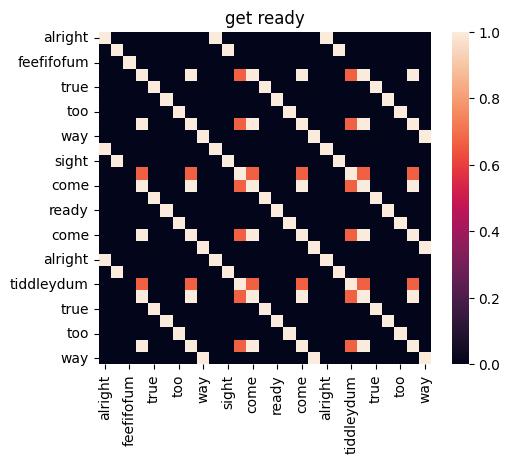 get ready
alright
feefifofum
true
too
way
sight
come
ready
come
alright
tiddleydum
true
too
way
alright
feefifofum
true
too
way
sight
come
ready
come
alright
tiddleydum
true
too
way
1.0
0.8
0.6
0.4
0.2
0.0